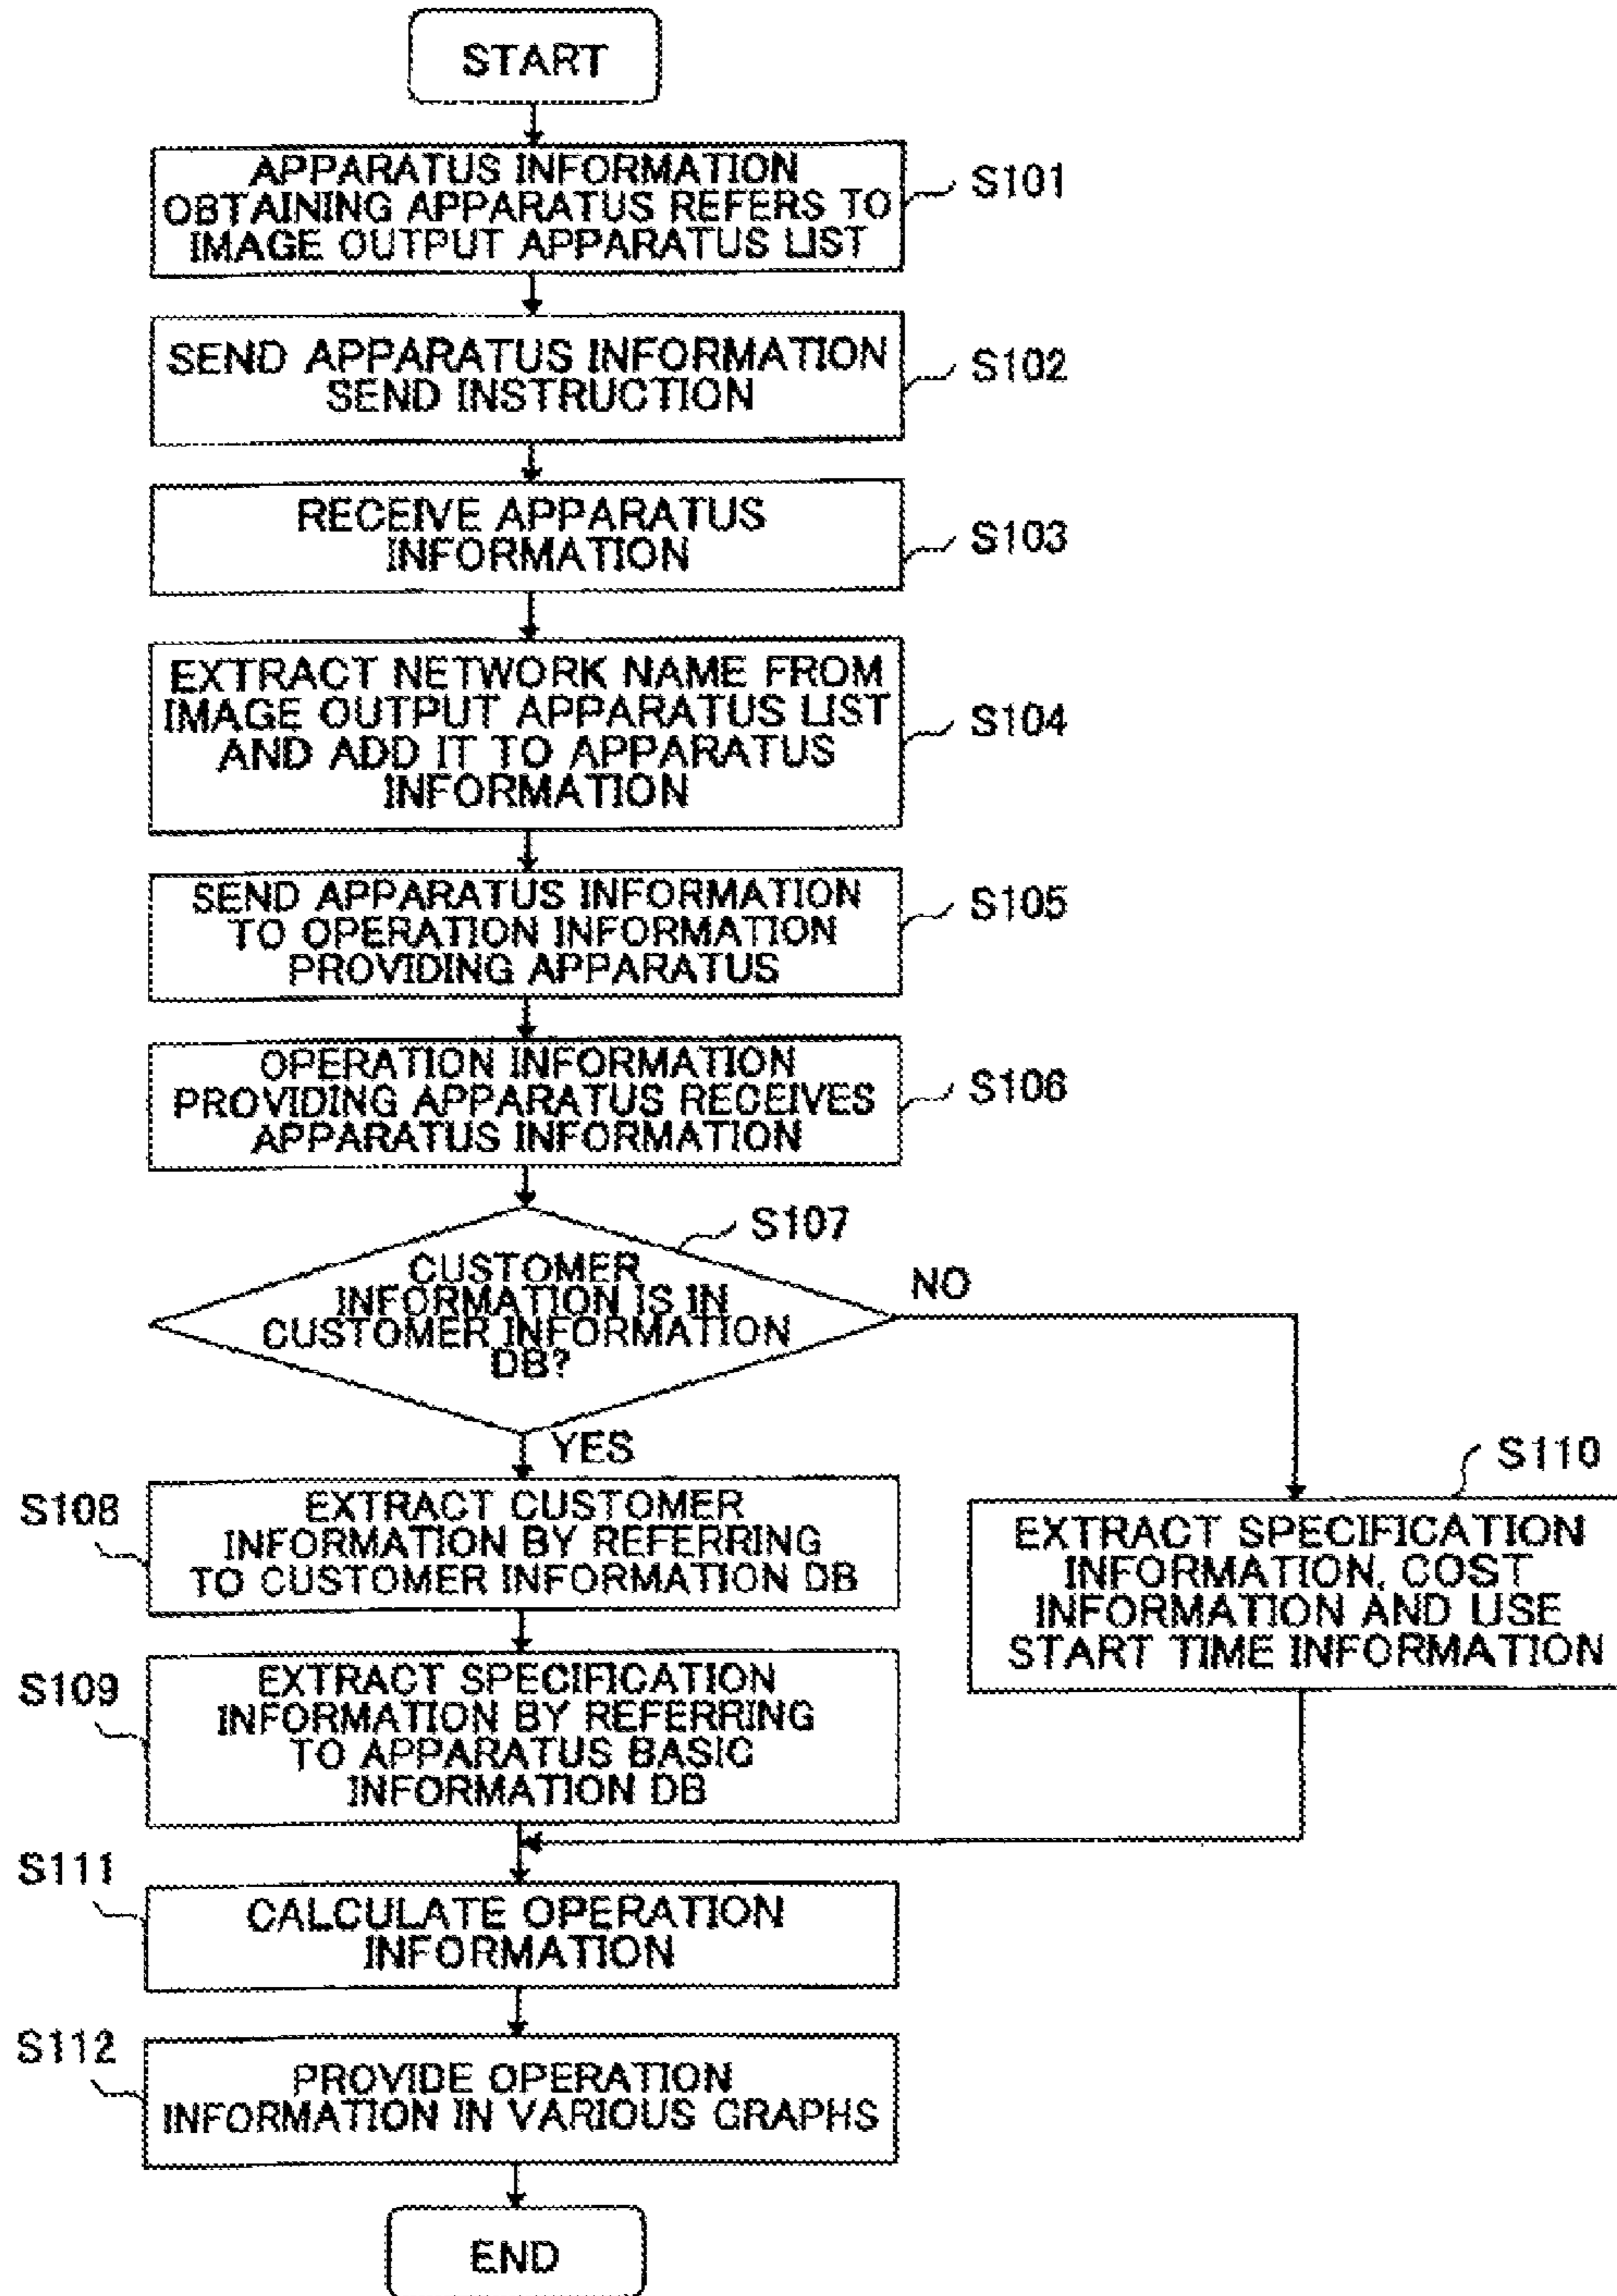 START
APPARATUS INFORMATION
OBTAINING APPARATUS REFERS TO
IMAGE OUTPUT APPARATUS LIST
S101
SEND APPARATUS INFORMATION
SEND INSTRUCTION
S102
RECEIVE APPARATUS
INFORMATION
S103
EXTRACT NETWORK NAME FROM
IMAGE OUTPUT APPARATUS LIST
AND ADD IT TO APPARATUS
INFORMATION
S104
SEND APPARATUS INFORMATION
TO OPERATION INFORMATION
PROVIDING APPARATUS
S105
OPERATION INFORMATION
PROVIDING APPARATUS RECEIVES
APPARATUS INFORMATION
S106
S107
CUSTOMER
INFORMATION IS IN
CUSTOMER INFORMATION
DB?
NO
YES
S108
EXTRACT CUSTOMER
INFORMATION BY REFERRING
TO CUSTOMER INFORMATION DB
S110
EXTRACT SPECIFICATION
INFORMATION, COST
INFORMATION AND USE
START TIME INFORMATION
S109
EXTRACT SPECIFICATION
INFORMATION BY REFERRING
TO APPARATUS BASIC
INFORMATION DB
S111
CALCULATE OPERATION
INFORMATION
S112
PROVIDE OPERATION
INFORMATION IN VARIOUS GRAPHS
END